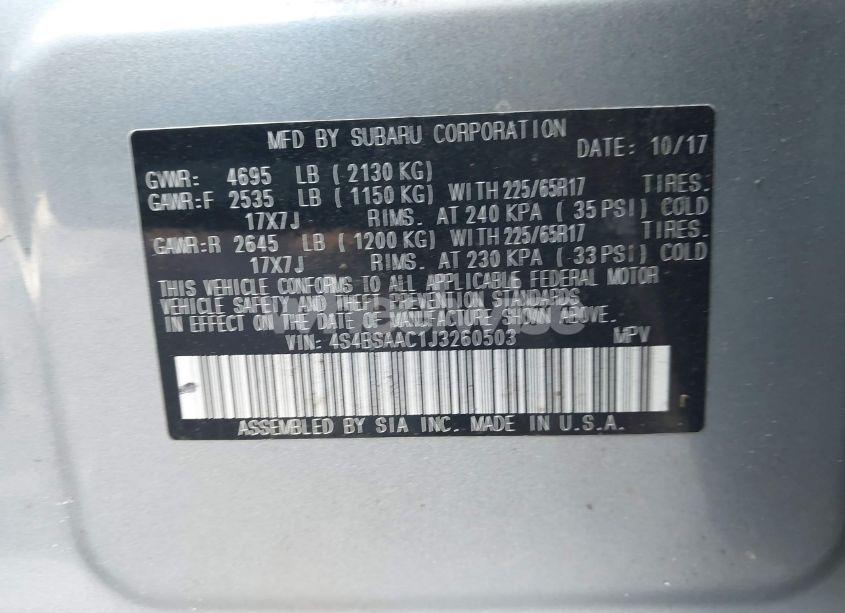 MFD BY SUBARU CORPORATION DATE: 10/17
GVWR: 4695 LB ( 2130 KG)
GAWR:F 2535 LB ( 1150 KG) WITH 225/65R17 TIRES.
17X7J RIMS. AT 240 KPA ( 35 PSI) COLD
GAWR:R 2645 LB ( 1200 KG) WITH 225/65R17 TIRES.
17X7J RIMS. AT 230 KPA ( 33 PSI) COLD
THIS VEHICLE CONFORMS TO ALL APPLICABLE FEDERAL MOTOR
VEHICLE SAFETY AND THEFT PREVENTION STANDARDS
IN EFFECT ON THE DATE OF MANUFACTURE SHOWN ABOVE.
VIN: 4S4BSAAC1J3260503 MPV
ASSEMBLED BY SIA INC. MADE IN U.S.A.